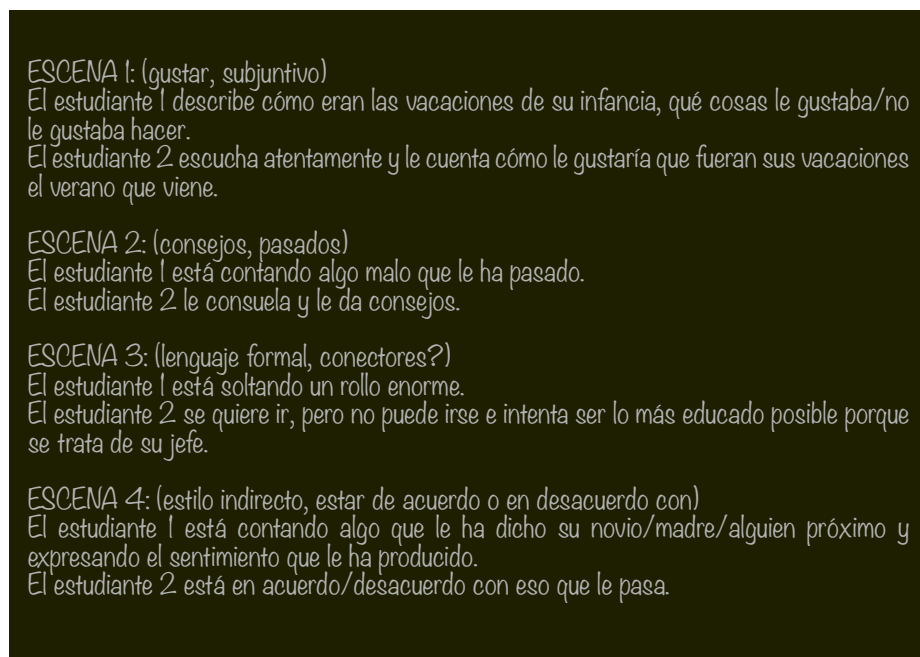 ESCENA 1: (gustar, subjuntivo)
El estudiante 1 describe cómo eran las vacaciones de su infancia, qué cosas le gustaba/no
le gustaba hacer.
El estudiante 2 escucha atentamente y le cuenta cómo le gustaría que fueran sus vacaciones
el verano que viene.
ESCENA 2: (consejos, pasados)
El estudiante 1 está contando algo malo que le ha pasado.
El estudiante 2 le consuela y le da consejos.
ESCENA 3: (lenguaje formal, conectores?)
El estudiante 1 está soltando un rollo enorme.
El estudiante 2 se quiere ir, pero no puede irse e intenta ser lo más educado posible porque
se trata de su jefe.
ESCENA 4: (estilo indirecto, estar de acuerdo o en desacuerdo con)
El estudiante 1 está contando algo que le ha dicho su novio/madre/alguien próximo y
expresando el sentimiento que le ha producido.
El estudiante 2 está en acuerdo/desacuerdo con eso que le pasa.